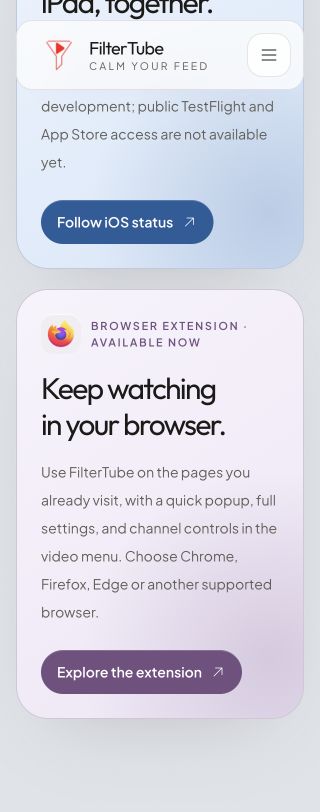 iPad, together.
FilterTube
CALM YOUR FEED
development; public TestFlight and
App Store access are not available
yet.
Follow iOS status
BROWSER EXTENSION ·
AVAILABLE NOW
Keep watching
in your browser.
Use FilterTube on the pages you
already visit, with a quick popup, full
settings, and channel controls in the
video menu. Choose Chrome,
Firefox, Edge or another supported
browser.
Explore the extension